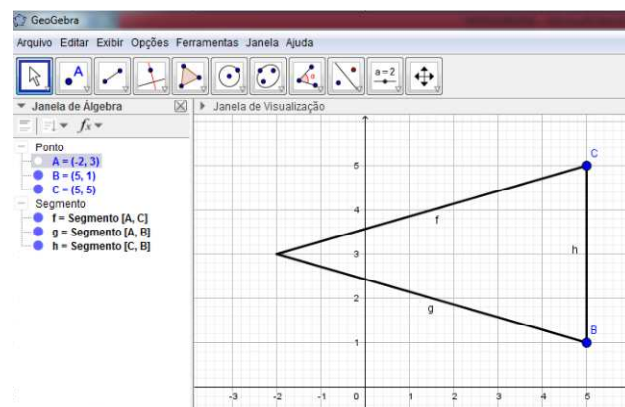 GeoGebra
Arquivo Editar Exibir Opções Ferramentas Janela Ajuda
A
α
a=2
Janela de Álgebra
Janela de Visualização
fx
Ponto
A = (-2, 3)
B = (5, 1)
C = (5, 5)
Segmento
f = Segmento [A, C]
g = Segmento [A, B]
h = Segmento [C, B]
C
5
4
f
3
h
2
g
B
1
-3 -2 -1 0 1 2 3 4 5